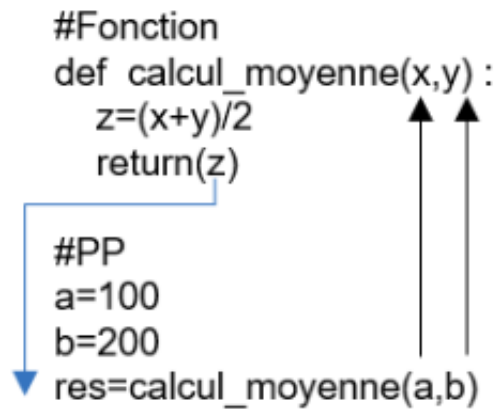 #Fonction
def calcul_moyenne(x,y) :
z=(x+y)/2
return(z)
#PP
a=100
b=200
res=calcul_moyenne(a,b)